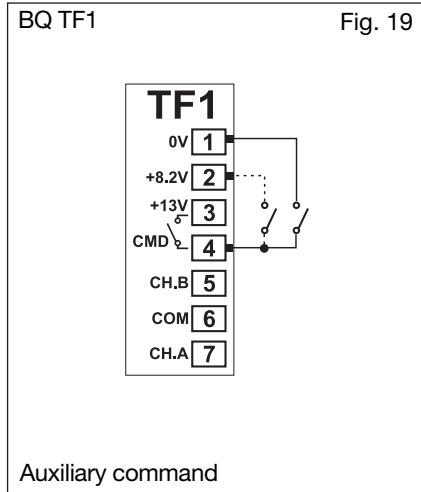 BQ TF1 Fig. 19
TF1
0V 1
+8.2V 2
+13V 3
CMD 4
CH.B 5
COM 6
CH.A 7
Auxiliary command